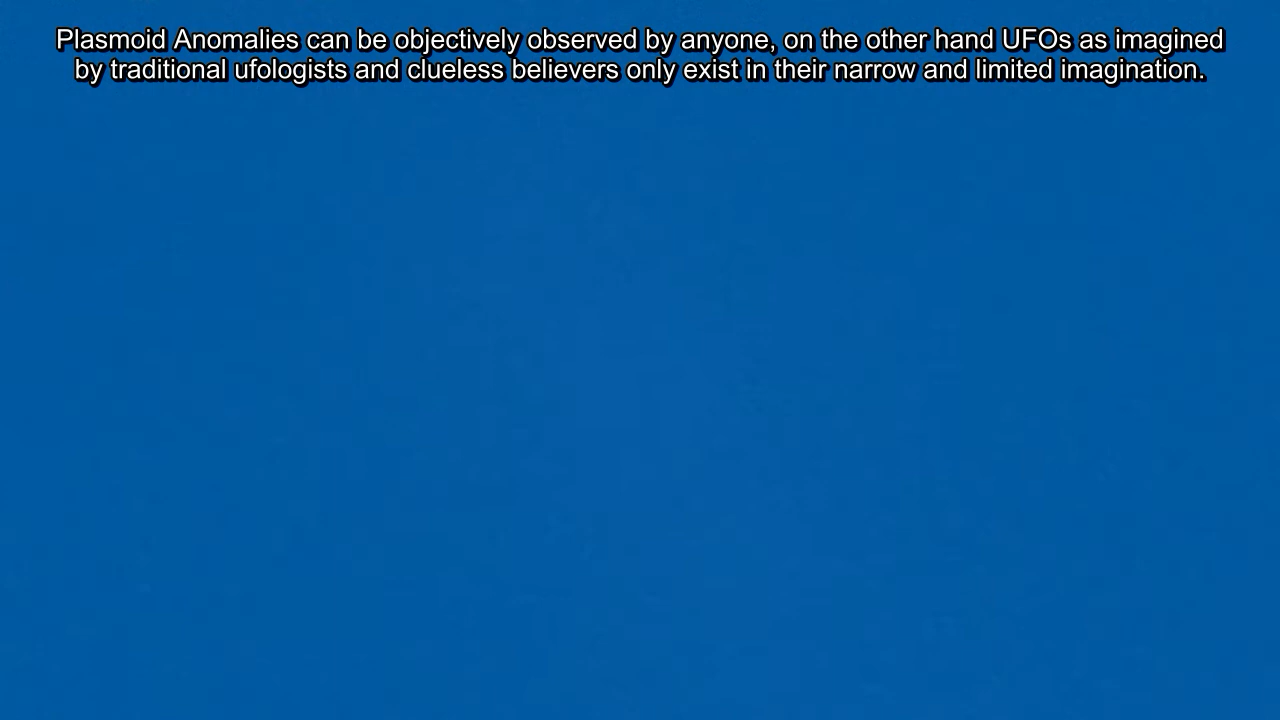 Plasmoid Anomalies can be objectively observed by anyone, on the other hand UFOs as imagined
by traditional ufologists and clueless believers only exist in their narrow and limited imagination.